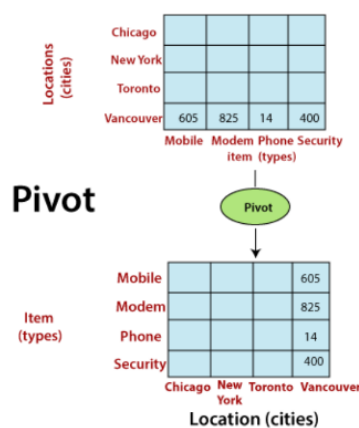 Locations
(cities)
Chicago
New York
Toronto
Vancouver 605 825 14 400
Mobile Modem Phone Security
item (types)
Pivot
Pivot
Item
(types)
Mobile 605
Modem 825
Phone 14
Security 400
Chicago New York Toronto Vancouver
Location (cities)